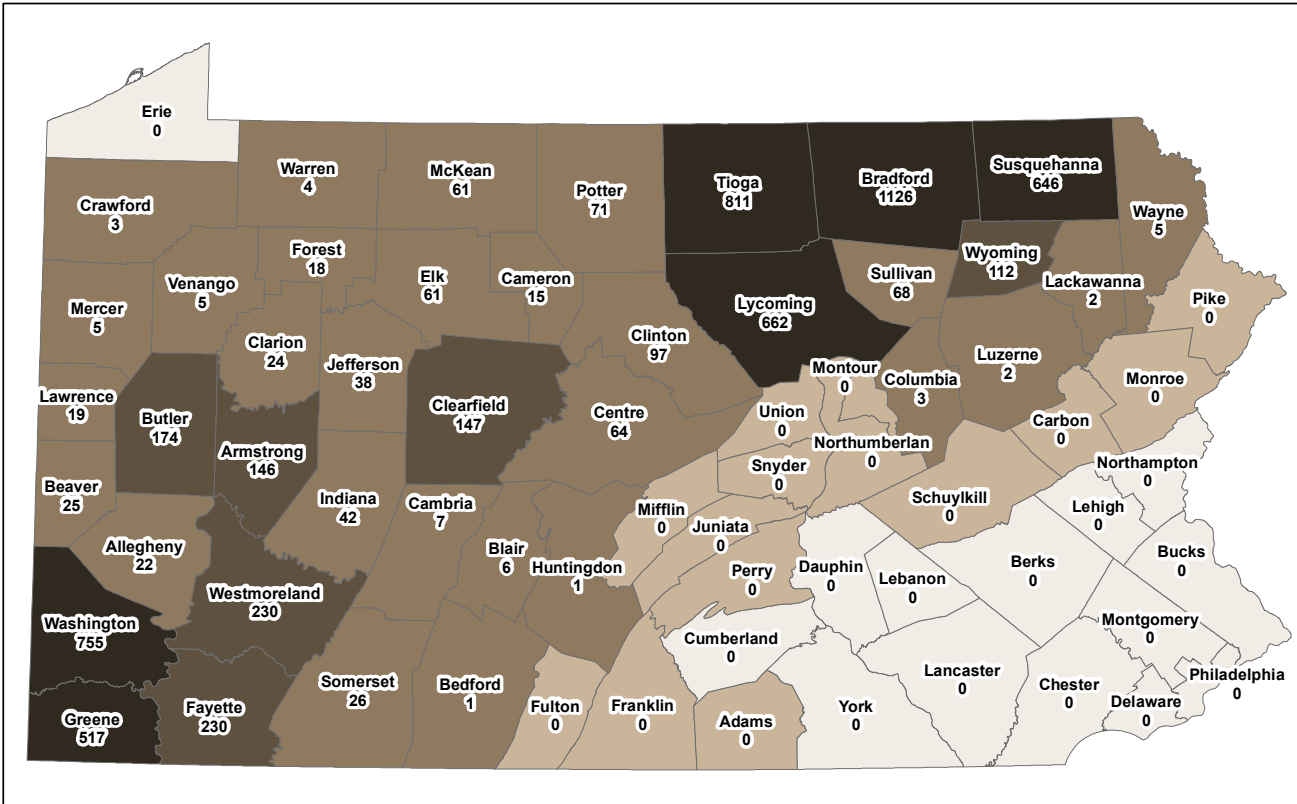 Erie
0
Warren
4
McKean
61
Potter
71
Tioga
811
Bradford
1126
Susquehanna
646
Wayne
5
Crawford
3
Forest
18
Elk
61
Cameron
15
Sullivan
68
Wyoming
112
Lackawanna
2
Pike
0
Mercer
5
Venango
5
Clarion
24
Jefferson
38
Clinton
97
Lycoming
662
Montour
0
Columbia
3
Luzerne
2
Monroe
0
Lawrence
19
Butler
174
Armstrong
146
Clearfield
147
Centre
64
Union
0
Northumberlan
0
Carbon
0
Snyder
0
Northampton
0
Beaver
25
Indiana
42
Cambria
7
Mifflin
0
Juniata
0
Schuylkill
0
Lehigh
0
Allegheny
22
Blair
6
Huntingdon
1
Perry
0
Dauphin
0
Lebanon
0
Berks
0
Bucks
0
Westmoreland
230
Washington
755
Cumberland
0
Montgomery
0
Greene
517
Fayette
230
Somerset
26
Bedford
1
Fulton
0
Franklin
0
Adams
0
York
0
Lancaster
0
Chester
0
Delaware
0
Philadelphia
0